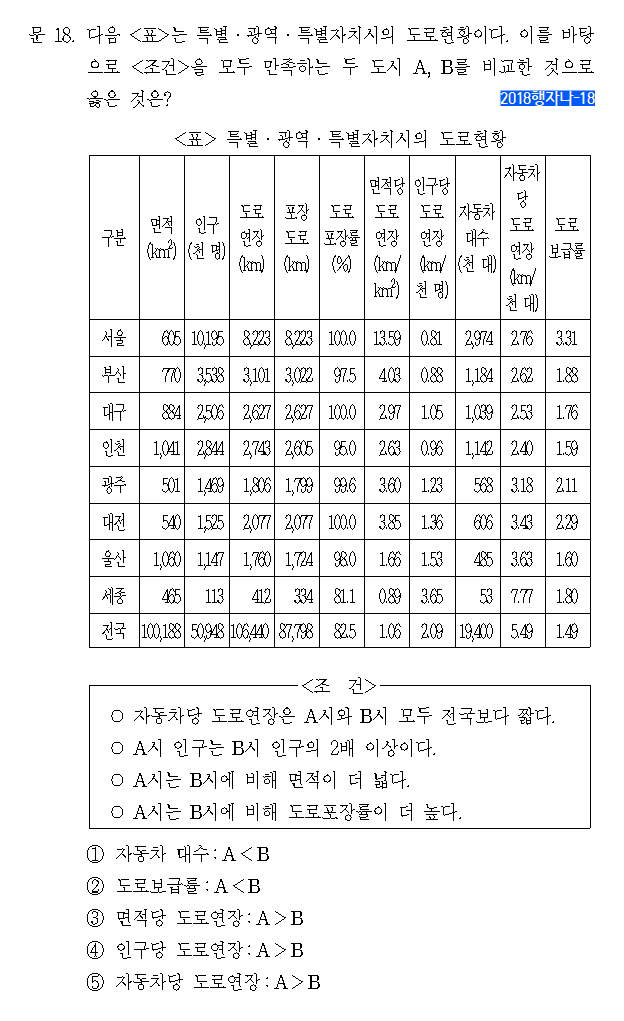 문 18. 다음 <표>는 특별·광역·특별자치시의 도로현황이다. 이를 바탕
으로 <조건>을 모두 만족하는 두 도시 A, B를 비교한 것으로
옳은 것은?
2018행자나-18
<표> 특별·광역·특별자치시의 도로현황
구분 면적 (km²) 인구 (천 명) 도로 연장 (km) 포장 도로 (km) 도로 포장률 (%) 면적당 도로 연장 (km/km²) 인구당 도로 연장 (km/천 명) 자동차 대수 (천 대) 자동차당 도로 연장 (km/천 대) 도로 보급률
서울 605 10,195 8,223 8,223 100.0 13.59 0.81 2,974 2.76 3.31
부산 770 3,538 3,101 3,022 97.5 4.03 0.88 1,184 2.62 1.88
대구 884 2,506 2,627 2,627 100.0 2.97 1.05 1,039 2.53 1.76
인천 1,041 2,844 2,743 2,605 95.0 2.63 0.96 1,142 2.40 1.59
광주 501 1,469 1,806 1,799 99.6 3.60 1.23 568 3.18 2.11
대전 540 1,525 2,077 2,077 100.0 3.85 1.36 606 3.43 2.29
울산 1,060 1,147 1,760 1,724 98.0 1.66 1.53 485 3.63 1.60
세종 465 113 412 334 81.1 0.89 3.65 53 7.77 1.80
전국 100,188 50,948 106,440 87,798 82.5 1.06 2.09 19,400 5.49 1.49
<조 건>
○ 자동차당 도로연장은 A시와 B시 모두 전국보다 짧다.
○ A시 인구는 B시 인구의 2배 이상이다.
○ A시는 B시에 비해 면적이 더 넓다.
○ A시는 B시에 비해 도로포장률이 더 높다.
① 자동차 대수 : A < B
② 도로보급률 : A < B
③ 면적당 도로연장 : A > B
④ 인구당 도로연장 : A > B
⑤ 자동차당 도로연장 : A > B